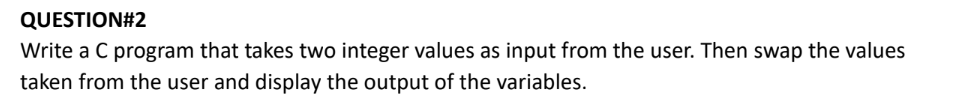 QUESTION#2
Write a C program that takes two integer values as input from the user. Then swap the values
taken from the user and display the output of the variables.